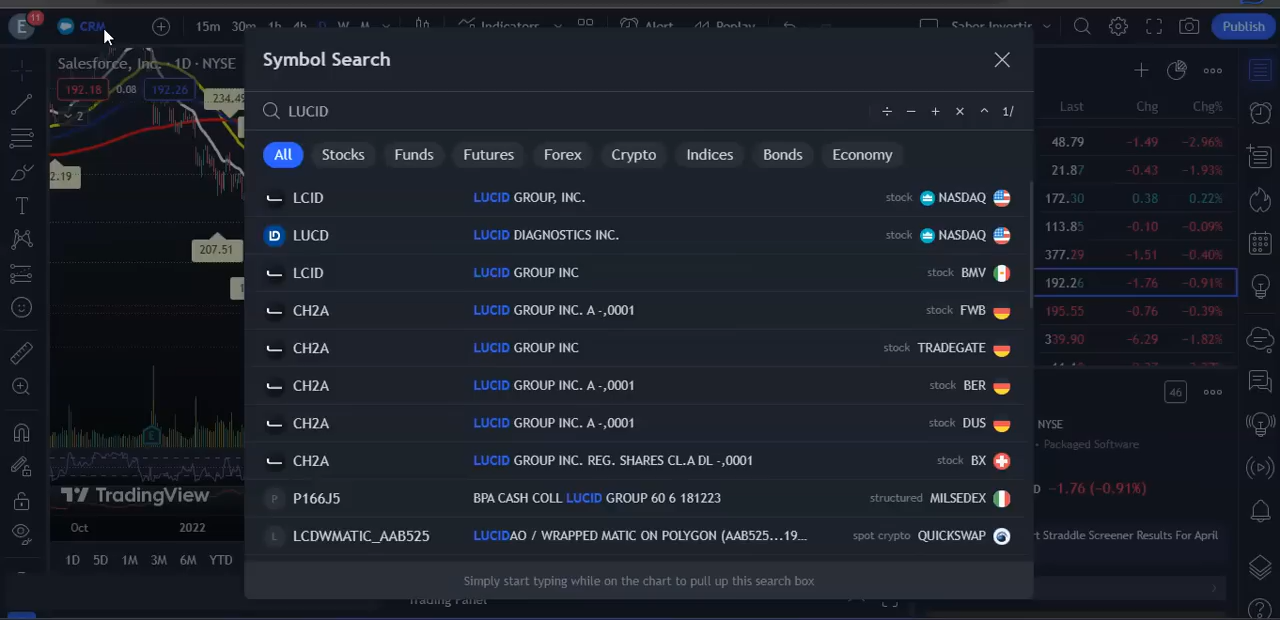 E 11 CRM 15m 30m 1h 4h D W M Indicators Alert Replay Sabor Invertir Publish
Salesforce, Inc. · 1D · NYSE
192.18 0.08 192.26
234.49
2
2.19
207.51
TradingView
Oct 2022
1D 5D 1M 3M 6M YTD
Symbol Search
LUCID ÷ − + × ^ 1/
All Stocks Funds Futures Forex Crypto Indices Bonds Economy
LCID LUCID GROUP, INC. stock NASDAQ
LUCD LUCID DIAGNOSTICS INC. stock NASDAQ
LCID LUCID GROUP INC stock BMV
CH2A LUCID GROUP INC. A -,0001 stock FWB
CH2A LUCID GROUP INC stock TRADEGATE
CH2A LUCID GROUP INC. A -,0001 stock BER
CH2A LUCID GROUP INC. A -,0001 stock DUS
CH2A LUCID GROUP INC. REG. SHARES CL.A DL -,0001 stock BX
P P166J5 BPA CASH COLL LUCID GROUP 60 6 181223 structured MILSEDEX
L LCDWMATIC_AAB525 LUCIDAO / WRAPPED MATIC ON POLYGON (AAB525...19... spot crypto QUICKSWAP
Simply start typing while on the chart to pull up this search box
Trading Panel
Last Chg Chg%
48.79 −1.49 −2.96%
21.87 −0.43 −1.93%
172.30 0.38 0.22%
113.85 −0.10 −0.09%
377.29 −1.51 −0.40%
192.26 −1.76 −0.91%
195.55 −0.76 −0.39%
339.90 −6.29 −1.82%
46
NYSE
· Packaged Software
D −1.76 (−0.91%)
rt Straddle Screener Results For April